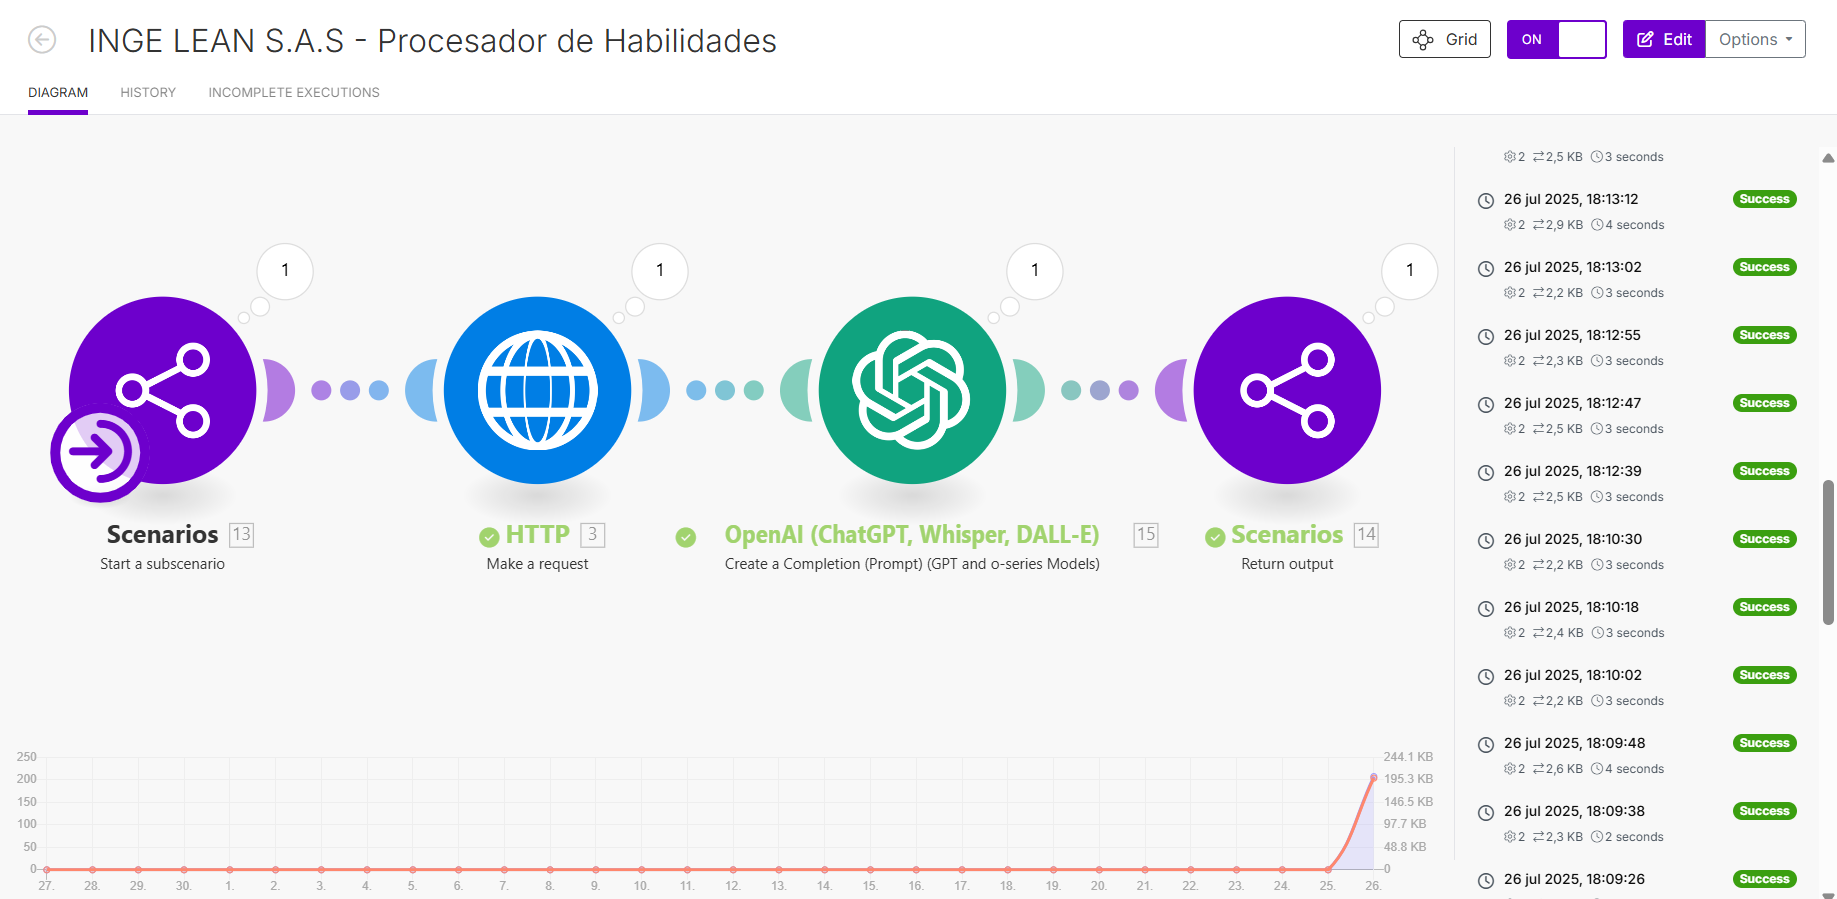 INGE LEAN S.A.S - Procesador de Habilidades
Grid
ON
Edit
Options
DIAGRAM
HISTORY
INCOMPLETE EXECUTIONS
1
1
1
1
Scenarios 13
Start a subscenario
HTTP 3
Make a request
OpenAI (ChatGPT, Whisper, DALL-E) 15
Create a Completion (Prompt) (GPT and o-series Models)
Scenarios 14
Return output
2 2,5 KB 3 seconds
26 jul 2025, 18:13:12 Success
2 2,9 KB 4 seconds
26 jul 2025, 18:13:02 Success
2 2,2 KB 3 seconds
26 jul 2025, 18:12:55 Success
2 2,3 KB 3 seconds
26 jul 2025, 18:12:47 Success
2 2,5 KB 3 seconds
26 jul 2025, 18:12:39 Success
2 2,5 KB 3 seconds
26 jul 2025, 18:10:30 Success
2 2,2 KB 3 seconds
26 jul 2025, 18:10:18 Success
2 2,4 KB 3 seconds
26 jul 2025, 18:10:02 Success
2 2,2 KB 3 seconds
26 jul 2025, 18:09:48 Success
2 2,6 KB 4 seconds
26 jul 2025, 18:09:38 Success
2 2,3 KB 2 seconds
26 jul 2025, 18:09:26 Success
250 244.1 KB
200 195.3 KB
150 146.5 KB
100 97.7 KB
50 48.8 KB
0 0
27. 28. 29. 30. 1. 2. 3. 4. 5. 6. 7. 8. 9. 10. 11. 12. 13. 14. 15. 16. 17. 18. 19. 20. 21. 22. 23. 24. 25. 26.